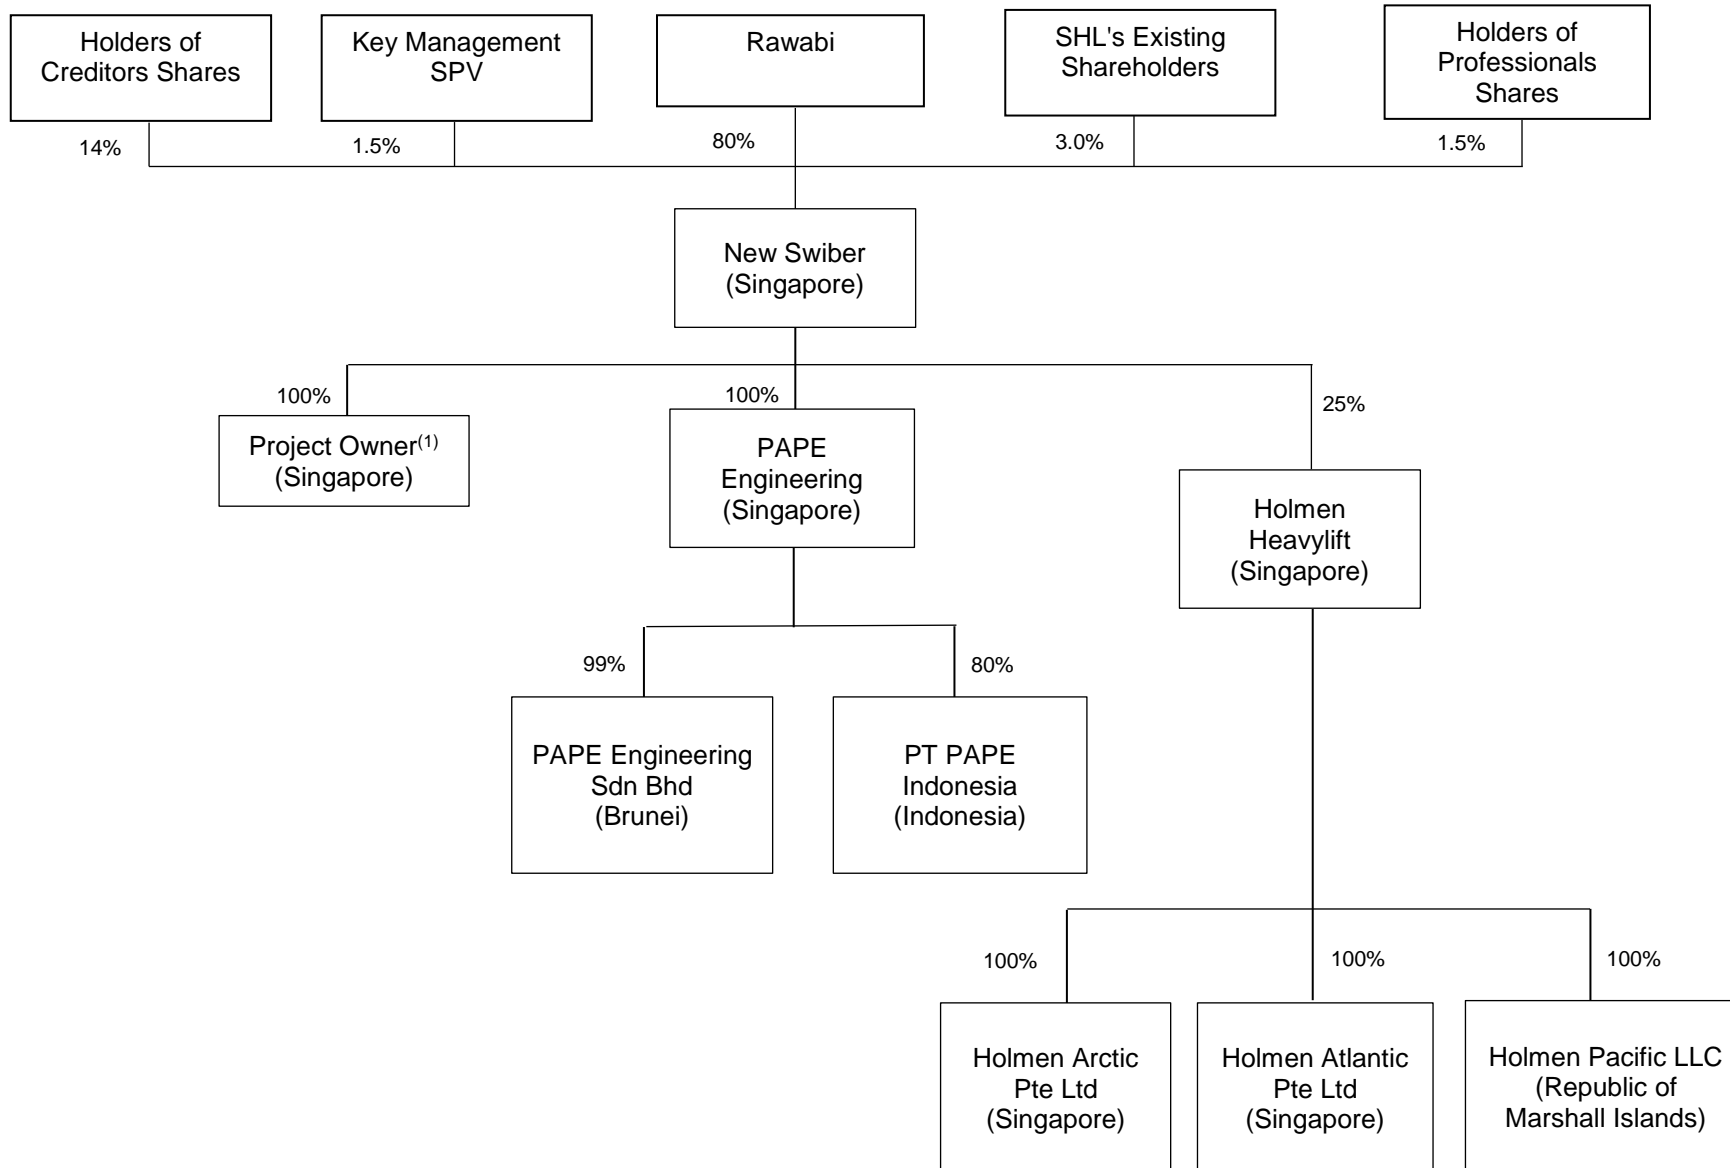 Holders of
Creditors Shares
Key Management
SPV
Rawabi
SHL's Existing
Shareholders
Holders of
Professionals
Shares
14%
1.5%
80%
3.0%
1.5%
New Swiber
(Singapore)
100%
100%
25%
Project Owner(1)
(Singapore)
PAPE
Engineering
(Singapore)
Holmen
Heavylift
(Singapore)
99%
80%
PAPE Engineering
Sdn Bhd
(Brunei)
PT PAPE
Indonesia
(Indonesia)
100%
100%
100%
Holmen Arctic
Pte Ltd
(Singapore)
Holmen Atlantic
Pte Ltd
(Singapore)
Holmen Pacific LLC
(Republic of
Marshall Islands)